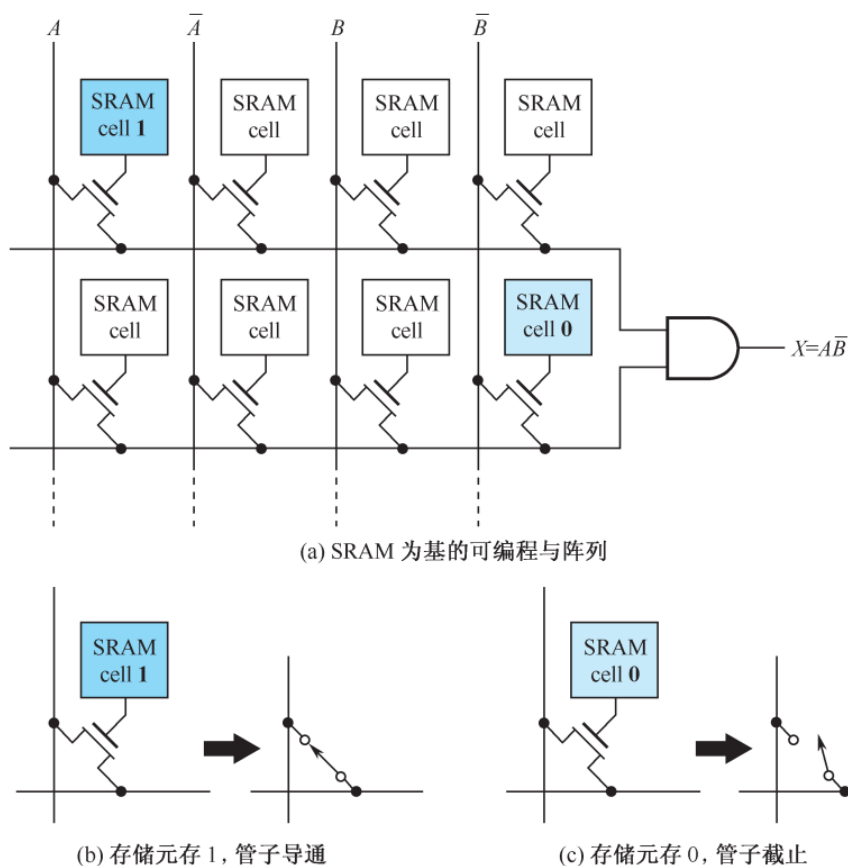 A A̅ B B̅
SRAM cell 1
SRAM cell
SRAM cell
SRAM cell
SRAM cell
SRAM cell
SRAM cell
SRAM cell 0
X=AB̅
(a) SRAM 为基的可编程与阵列
SRAM cell 1
SRAM cell 0
(b) 存储元存 1, 管子导通
(c) 存储元存 0, 管子截止